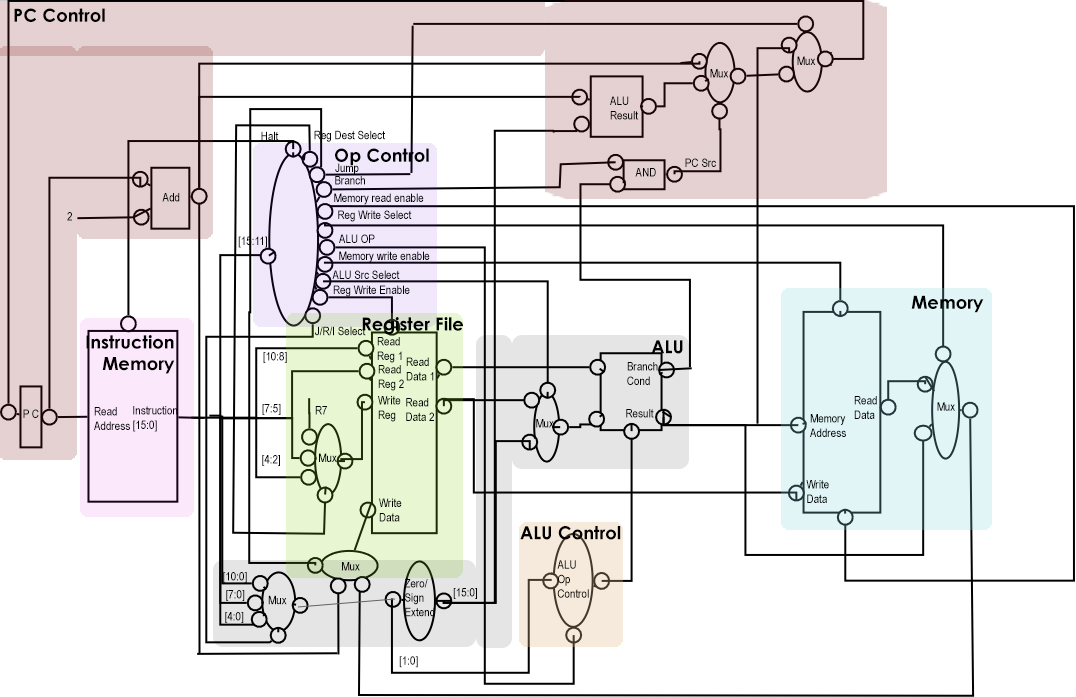 PC Control
Mux
Mux
ALU
Result
AND
PC Src
Halt
Reg Dest Select
Op Control
Jump
Branch
Memory read enable
Reg Write Select
ALU OP
Memory write enable
ALU Src Select
Reg Write Enable
J/R/I Select
[15:11]
Add
2
Instruction
Memory
Read
Address
Instruction
[15:0]
P C
Register File
[10:8]
Read
Reg 1
Read
Reg 2
Write
Reg
Read
Data 1
Read
Data 2
[7:5]
R7
[4:2]
Mux
Write
Data
Mux
ALU
Branch
Cond
Result
Mux
Memory
Memory
Address
Read
Data
Write
Data
Mux
ALU Control
ALU
Op
Control
[10:0]
[7:0]
[4:0]
Mux
Zero/
Sign
Extend
[15:0]
[1:0]